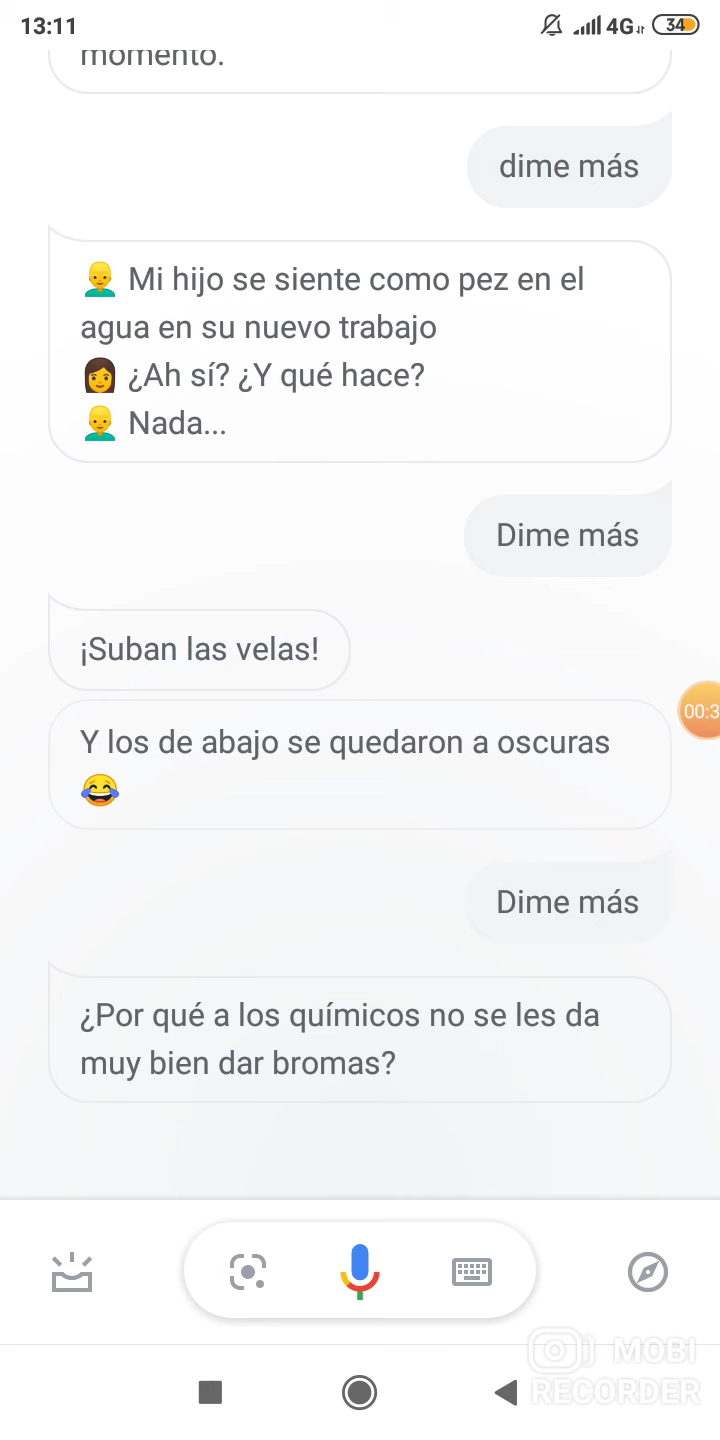 13:11
4G
34
momento.
dime más
👱‍♂️ Mi hijo se siente como pez en el
agua en su nuevo trabajo
👩 ¿Ah sí? ¿Y qué hace?
👱‍♂️ Nada...
Dime más
¡Suban las velas!
00:3
Y los de abajo se quedaron a oscuras
😂
Dime más
¿Por qué a los químicos no se les da
muy bien dar bromas?
MOBI
RECORDER